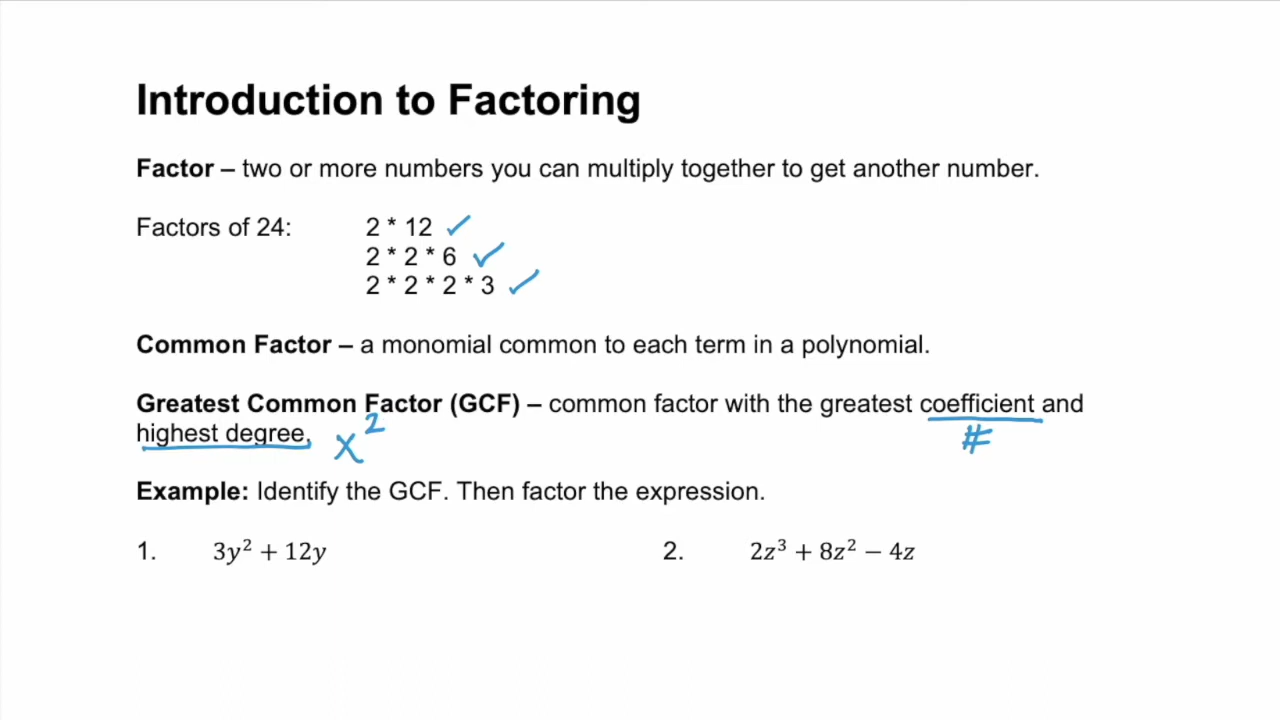 Introduction to Factoring
Factor – two or more numbers you can multiply together to get another number.
Factors of 24: 2 * 12 ✓
2 * 2 * 6 ✓
2 * 2 * 2 * 3 ✓
Common Factor – a monomial common to each term in a polynomial.
Greatest Common Factor (GCF) – common factor with the greatest coefficient and
highest degree. x² #
Example: Identify the GCF. Then factor the expression.
1. 3y² + 12y 2. 2z³ + 8z² − 4z